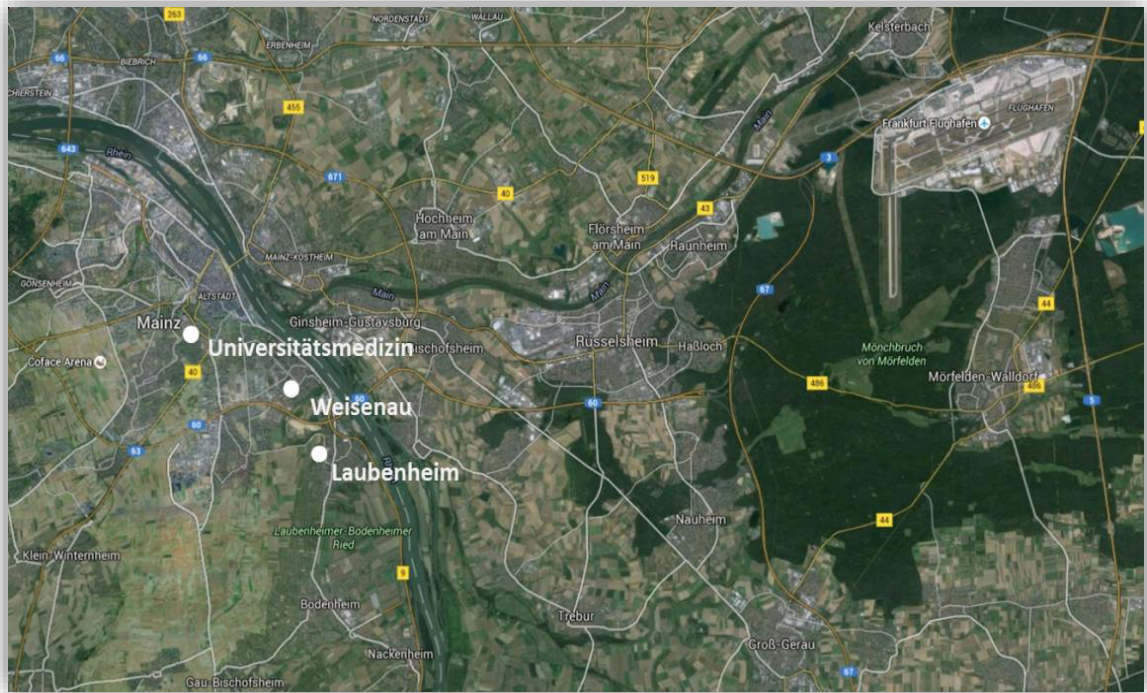 263
NORDENSTADT
WALLAU
Kelsterbach
ERBENHEIM
66
BIEBRICH
66
CHIERSTEIN
455
FLUGHAFEN
Frankfurt Flughafen
Main
643
Rhein
3
671
40
519
43
Hochheim
am Main
Flörsheim
am Main
Raunheim
MAINZ-KOSTHEIM
GONSENHEIM
ALTSTADT
Main
Main
67
44
Mainz
Ginsheim-Gustavsburg
Universitätsmedizin
Bischofsheim
Rüsselsheim
Haßloch
Mönchbruch
von Mörfelden
Coface Arena
40
Mörfelden-Walldorf
486
486
60
Weisenau
60
5
60
63
Laubenheim
Laubenheimer-Bodenheimer
Ried
Nauheim
44
Klein-Winternheim
9
Bodenheim
Trebur
Groß-Gerau
Nackenheim
67
Gau-Bischofsheim